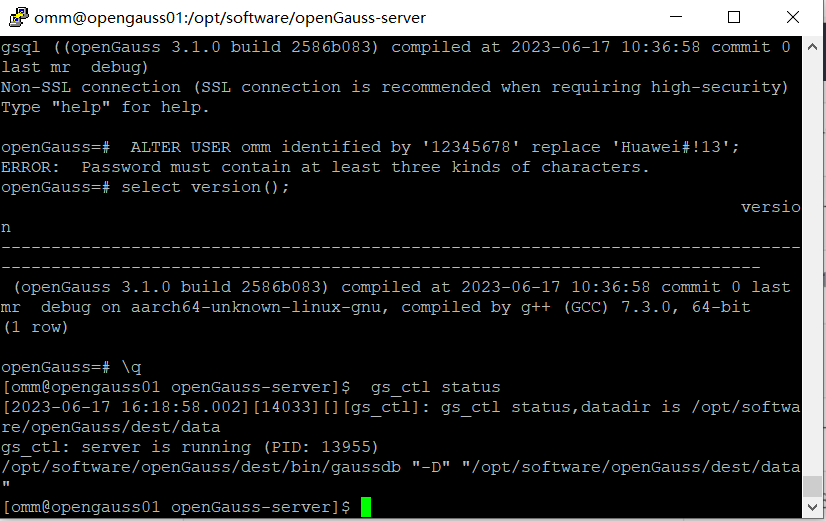 omm@opengauss01:/opt/software/openGauss-server
gsql ((openGauss 3.1.0 build 2586b083) compiled at 2023-06-17 10:36:58 commit 0
last mr  debug)
Non-SSL connection (SSL connection is recommended when requiring high-security)
Type "help" for help.
openGauss=#  ALTER USER omm identified by '12345678' replace 'Huawei#!13';
ERROR:  Password must contain at least three kinds of characters.
openGauss=# select version();
versio
n
--------------------------------------------------------------------------------
----------------------------------------------------------------------------
 (openGauss 3.1.0 build 2586b083) compiled at 2023-06-17 10:36:58 commit 0 last
mr  debug on aarch64-unknown-linux-gnu, compiled by g++ (GCC) 7.3.0, 64-bit
(1 row)
openGauss=# \q
[omm@opengauss01 openGauss-server]$  gs_ctl status
[2023-06-17 16:18:58.002][14033][][gs_ctl]: gs_ctl status,datadir is /opt/softwa
re/openGauss/dest/data
gs_ctl: server is running (PID: 13955)
/opt/software/openGauss/dest/bin/gaussdb "-D" "/opt/software/openGauss/dest/data
"
[omm@opengauss01 openGauss-server]$